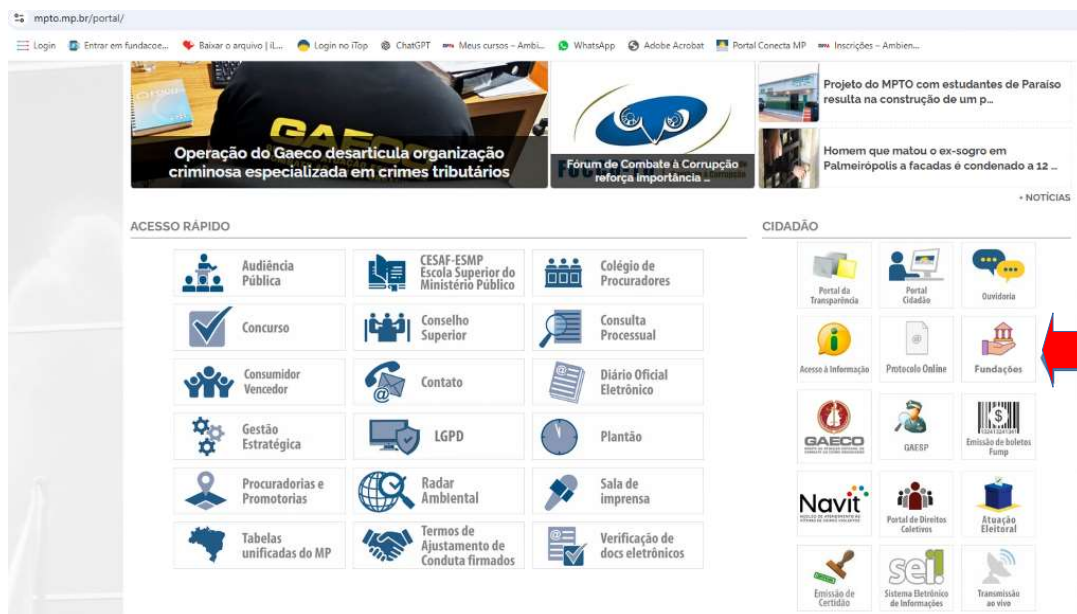 mpto.mp.br/portal/
Login
Entrar em fundacoe...
Baixar o arquivo | iL...
Login no iTop
ChatGPT
Meus cursos – Ambi...
WhatsApp
Adobe Acrobat
Portal Conecta MP
Inscrições – Ambien...
GAECO
Operação do Gaeco desarticula organização
criminosa especializada em crimes tributários
Fórum de Combate à Corrupção
reforça importância ...
Projeto do MPTO com estudantes de Paraíso
resulta na construção de um p...
Homem que matou o ex-sogro em
Palmeirópolis a facadas é condenado a 12 ...
+ NOTÍCIAS
ACESSO RÁPIDO
Audiência
Pública
CESAF-ESMP
Escola Superior do
Ministério Público
Colégio de
Procuradores
Concurso
Conselho
Superior
Consulta
Processual
Consumidor
Vencedor
Contato
Diário Oficial
Eletrônico
Gestão
Estratégica
LGPD
Plantão
Procuradorias e
Promotorias
Radar
Ambiental
Sala de
imprensa
Tabelas
unificadas do MP
Termos de
Ajustamento de
Conduta firmados
Verificação de
docs eletrônicos
CIDADÃO
Portal da
Transparência
Portal
Cidadão
Ouvidoria
Acesso à Informação
Protocolo Online
Fundações
GAECO
GAESP
Emissão de boletos
Fump
Navit
Portal de Direitos
Coletivos
Atuação
Eleitoral
Emissão de
Certidão
sei!
Sistema Eletrônico
de Informações
Transmissão
ao vivo